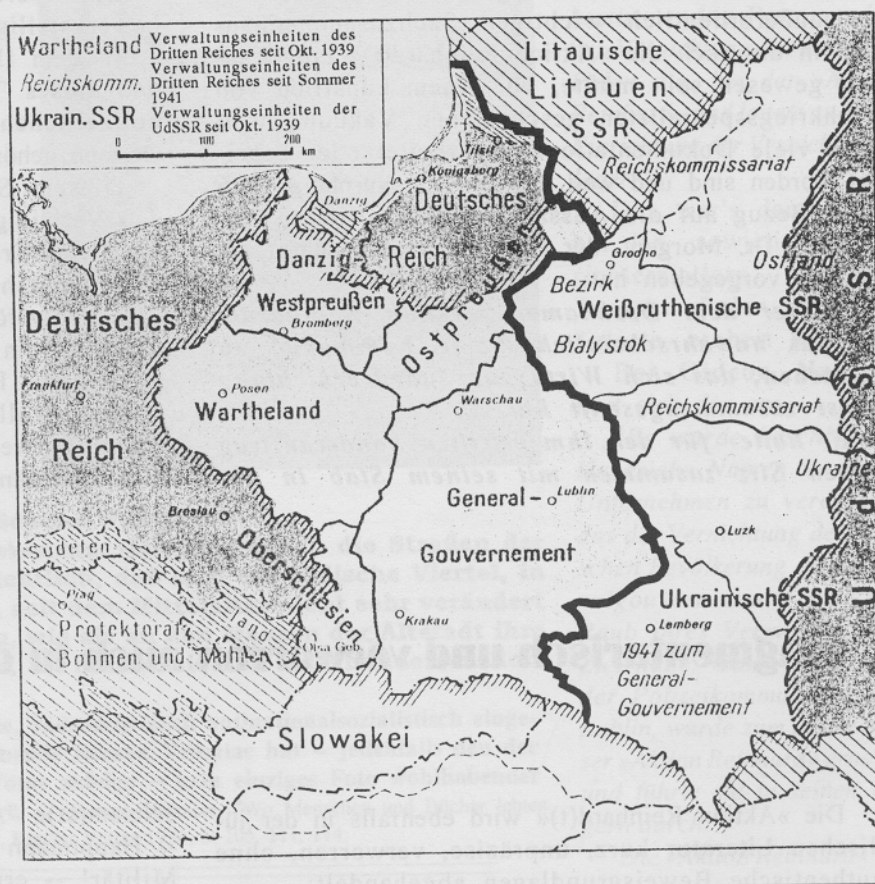 Wartheland Verwaltungseinheiten des
Dritten Reiches seit Okt. 1939
Reichskomm. Verwaltungseinheiten des
Dritten Reiches seit Sommer
1941
Ukrain. SSR Verwaltungseinheiten der
UdSSR seit Okt. 1939
0 100 200
km
Litauische
Litauen
SSR
Reichskommissariat
Ostland
Tilsit
Königsberg
Danzig
Deutsches
Reich
Ostpreußen
Danzig-
Westpreußen
Bromberg
Grodno
Bezirk
Weißruthenische SSR
Bialystok
Deutsches
Reich
Frankfurt
Posen
Wartheland
Warschau
Reichskommissariat
Ukraine
UdSSR
General-
Gouvernement
Lublin
Luzk
Breslau
Oberschlesien
Sudeten
land
Prag
Protektorat
Böhmen und Mähren
Olsa Geb.
Krakau
Ukrainische SSR
Lemberg
1941 zum
General-
Gouvernement
Slowakei